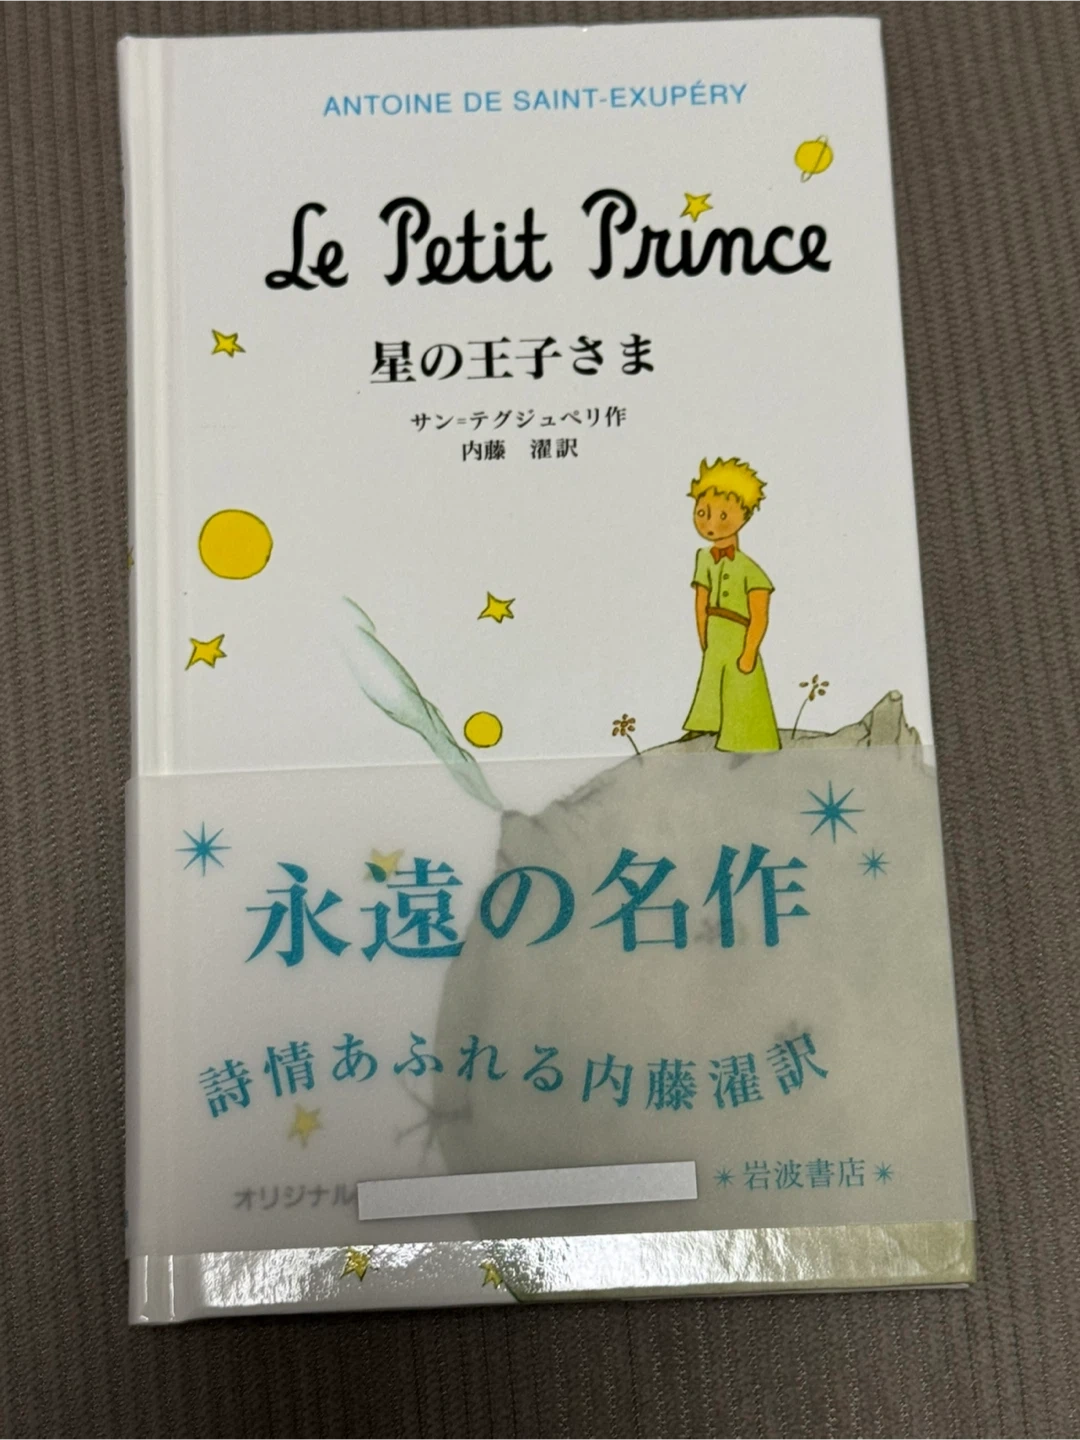 ANTOINE DE SAINT-EXUPÉRY
Le Petit Prince
星の王子さま
サン=テグジュペリ作
内藤　濯訳
永遠の名作
詩情あふれる内藤濯訳
オリジナル
＊岩波書店＊